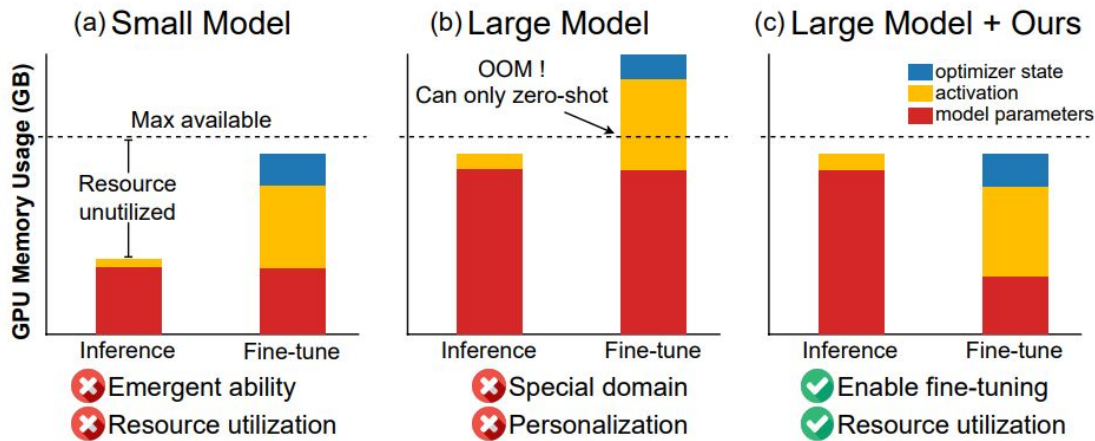 (a) Small Model
(b) Large Model
(c) Large Model + Ours
GPU Memory Usage (GB)
Max available
Resource
unutilized
Inference
Fine-tune
Emergent ability
Resource utilization
OOM !
Can only zero-shot
Inference
Fine-tune
Special domain
Personalization
optimizer state
activation
model parameters
Inference
Fine-tune
Enable fine-tuning
Resource utilization